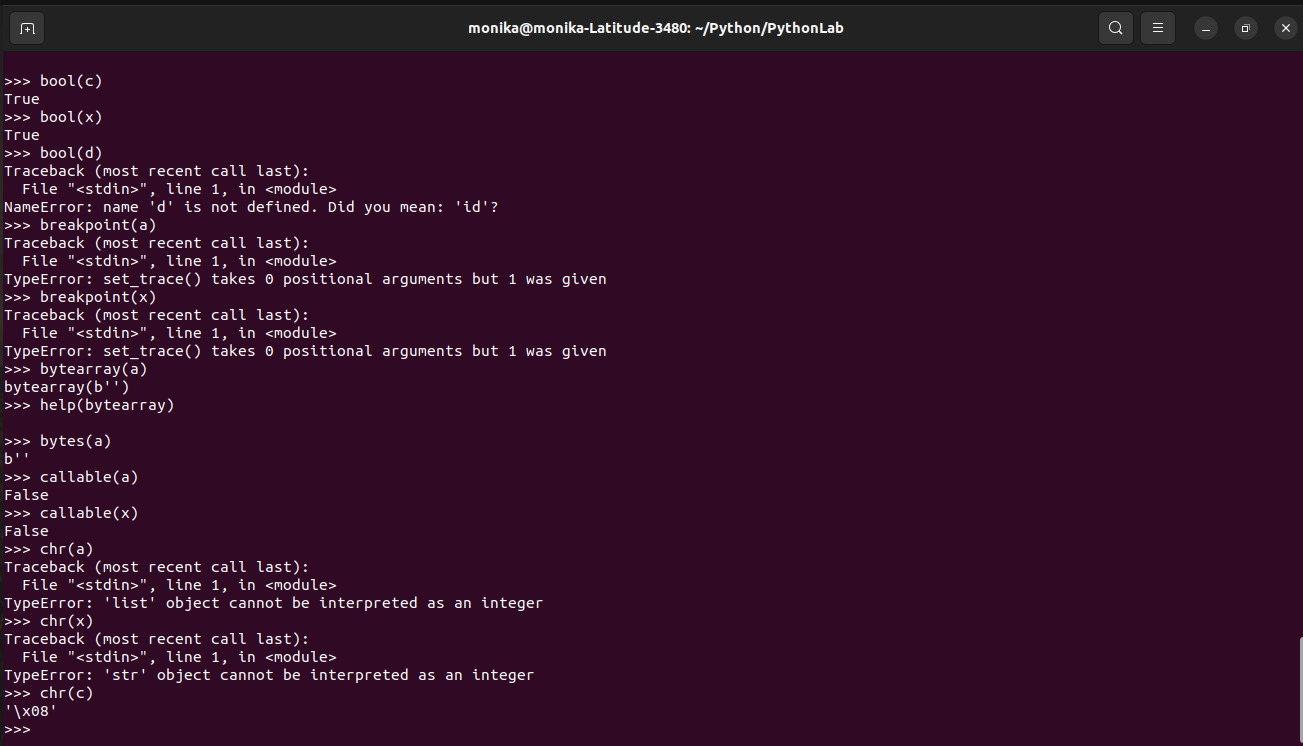 monika@monika-Latitude-3480: ~/Python/PythonLab
>>> bool(c)
True
>>> bool(x)
True
>>> bool(d)
Traceback (most recent call last):
  File "<stdin>", line 1, in <module>
NameError: name 'd' is not defined. Did you mean: 'id'?
>>> breakpoint(a)
Traceback (most recent call last):
  File "<stdin>", line 1, in <module>
TypeError: set_trace() takes 0 positional arguments but 1 was given
>>> breakpoint(x)
Traceback (most recent call last):
  File "<stdin>", line 1, in <module>
TypeError: set_trace() takes 0 positional arguments but 1 was given
>>> bytearray(a)
bytearray(b'')
>>> help(bytearray)

>>> bytes(a)
b''
>>> callable(a)
False
>>> callable(x)
False
>>> chr(a)
Traceback (most recent call last):
  File "<stdin>", line 1, in <module>
TypeError: 'list' object cannot be interpreted as an integer
>>> chr(x)
Traceback (most recent call last):
  File "<stdin>", line 1, in <module>
TypeError: 'str' object cannot be interpreted as an integer
>>> chr(c)
'\x08'
>>>